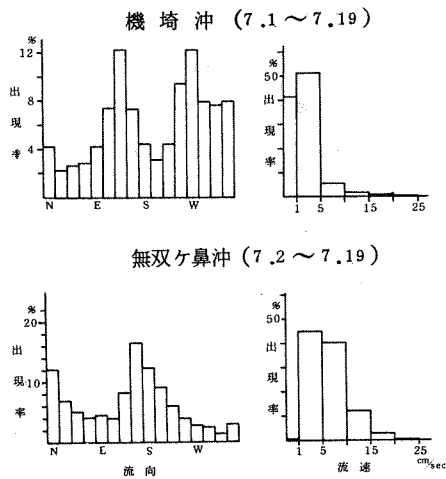 機埼沖 (7.1～7.19)
%
12
8
4
出現率
N E S W
%
50
出現率
1 5 15 25
無双ケ鼻沖 (7.2～7.19)
%
20
10
出現率
N E S W
流向
%
50
出現率
1 5 15 25
cm/sec
流速